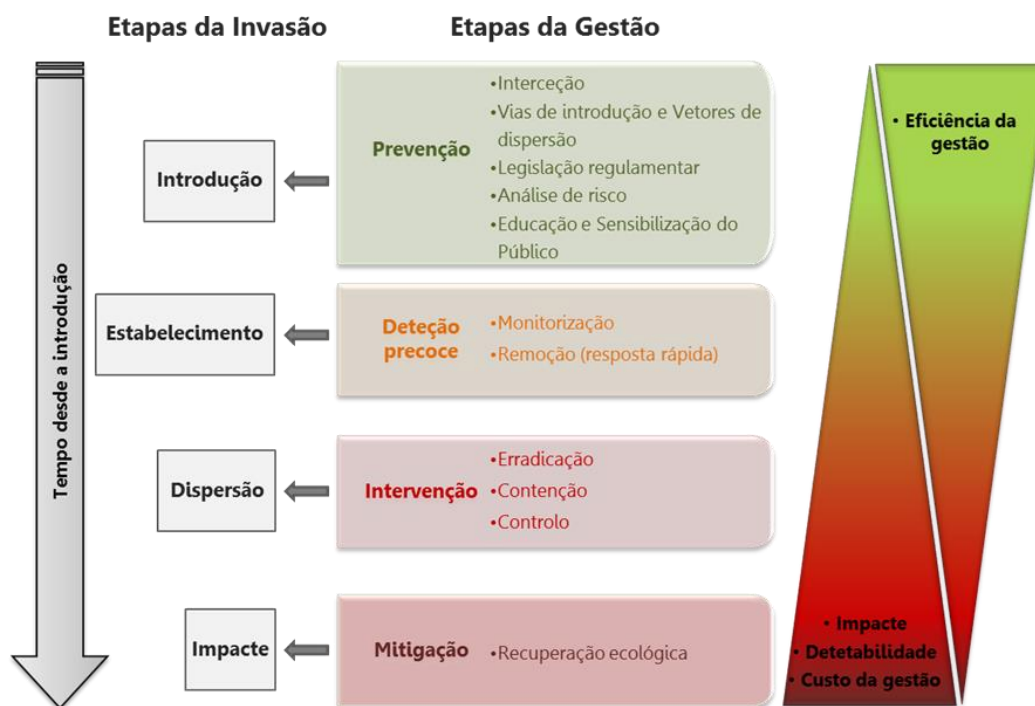 Etapas da Invasão
Etapas da Gestão
Tempo desde a introdução
Introdução
Prevenção
•Interceção
•Vias de introdução e Vetores de
dispersão
•Legislação regulamentar
•Análise de risco
•Educação e Sensibilização do
Público
Estabelecimento
Deteção
precoce
•Monitorização
•Remoção (resposta rápida)
Dispersão
Intervenção
•Erradicação
•Contenção
•Controlo
Impacte
Mitigação
•Recuperação ecológica
• Eficiência da
gestão
• Impacte
• Detetabilidade
• Custo da gestão